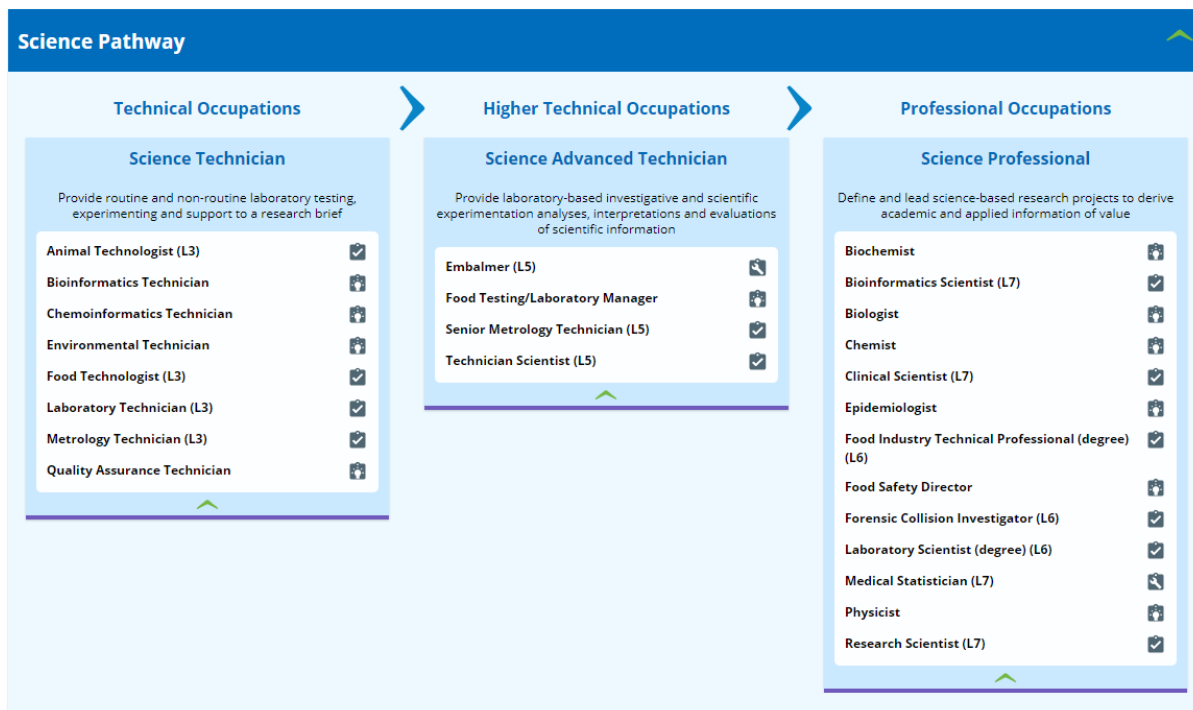 Science Pathway
Technical Occupations
Higher Technical Occupations
Professional Occupations
Science Technician
Provide routine and non-routine laboratory testing,
experimenting and support to a research brief
Animal Technologist (L3)
Bioinformatics Technician
Chemoinformatics Technician
Environmental Technician
Food Technologist (L3)
Laboratory Technician (L3)
Metrology Technician (L3)
Quality Assurance Technician
Science Advanced Technician
Provide laboratory-based investigative and scientific
experimentation analyses, interpretations and evaluations
of scientific information
Embalmer (L5)
Food Testing/Laboratory Manager
Senior Metrology Technician (L5)
Technician Scientist (L5)
Science Professional
Define and lead science-based research projects to derive
academic and applied information of value
Biochemist
Bioinformatics Scientist (L7)
Biologist
Chemist
Clinical Scientist (L7)
Epidemiologist
Food Industry Technical Professional (degree)
(L6)
Food Safety Director
Forensic Collision Investigator (L6)
Laboratory Scientist (degree) (L6)
Medical Statistician (L7)
Physicist
Research Scientist (L7)